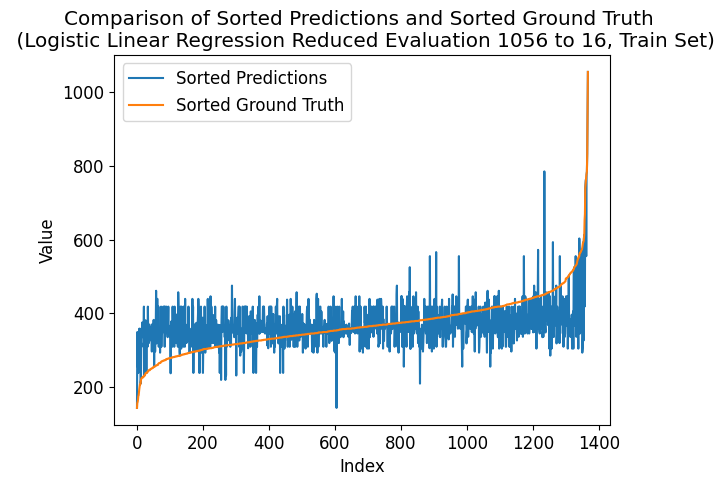 Comparison of Sorted Predictions and Sorted Ground Truth
(Logistic Linear Regression Reduced Evaluation 1056 to 16, Train Set)
Sorted Predictions
Sorted Ground Truth
1000
800
600
400
200
Value
0 200 400 600 800 1000 1200 1400
Index